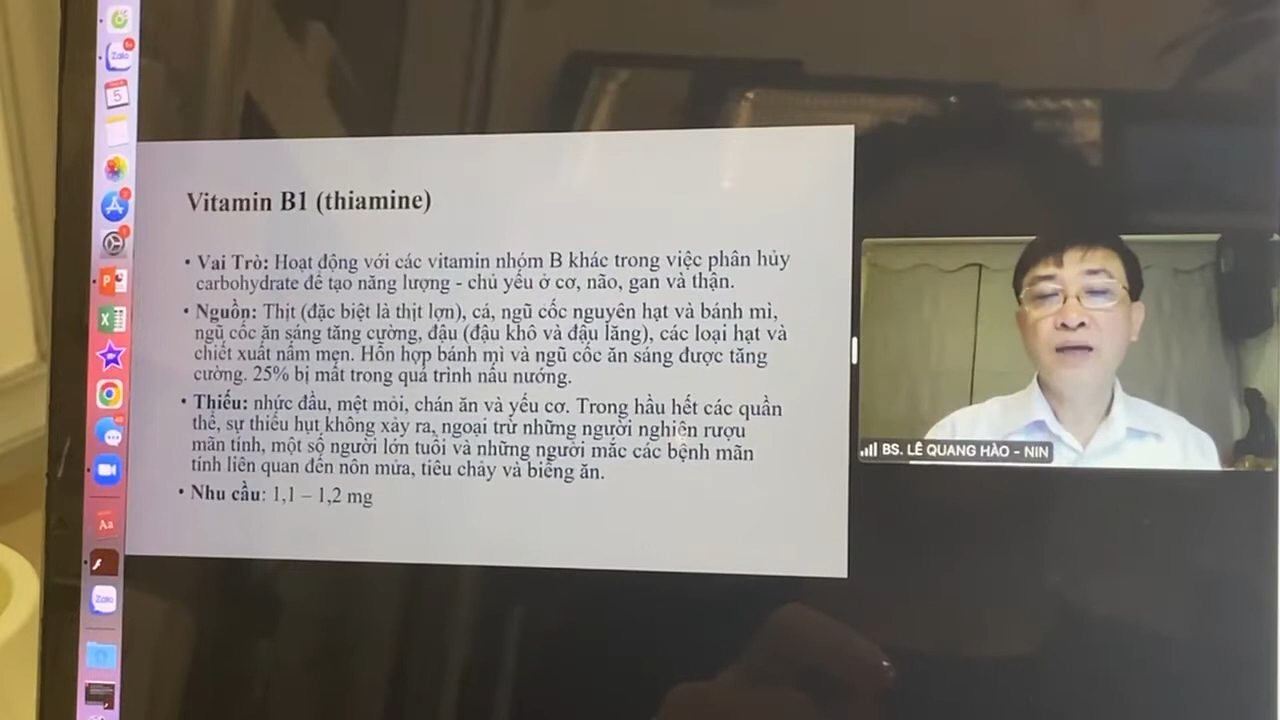 Vitamin B1 (thiamine)
• Vai Trò: Hoạt động với các vitamin nhóm B khác trong việc phân hủy
carbohydrate để tạo năng lượng - chủ yếu ở cơ, não, gan và thận.
• Nguồn: Thịt (đặc biệt là thịt lợn), cá, ngũ cốc nguyên hạt và bánh mì,
ngũ cốc ăn sáng tăng cường, đậu (đậu khô và đậu lăng), các loại hạt và
chiết xuất nấm men. Hỗn hợp bánh mì và ngũ cốc ăn sáng được tăng
cường. 25% bị mất trong quá trình nấu nướng.
• Thiếu: nhức đầu, mệt mỏi, chán ăn và yếu cơ. Trong hầu hết các quần
thể, sự thiếu hụt không xảy ra, ngoại trừ những người nghiện rượu
mãn tính, một số người lớn tuổi và những người mắc các bệnh mãn
tính liên quan đến nôn mửa, tiêu chảy và biếng ăn.
• Nhu cầu: 1,1 – 1,2 mg
BS. LÊ QUANG HÀO - NIN
Zalo
5
P
X
Aa
Zalo